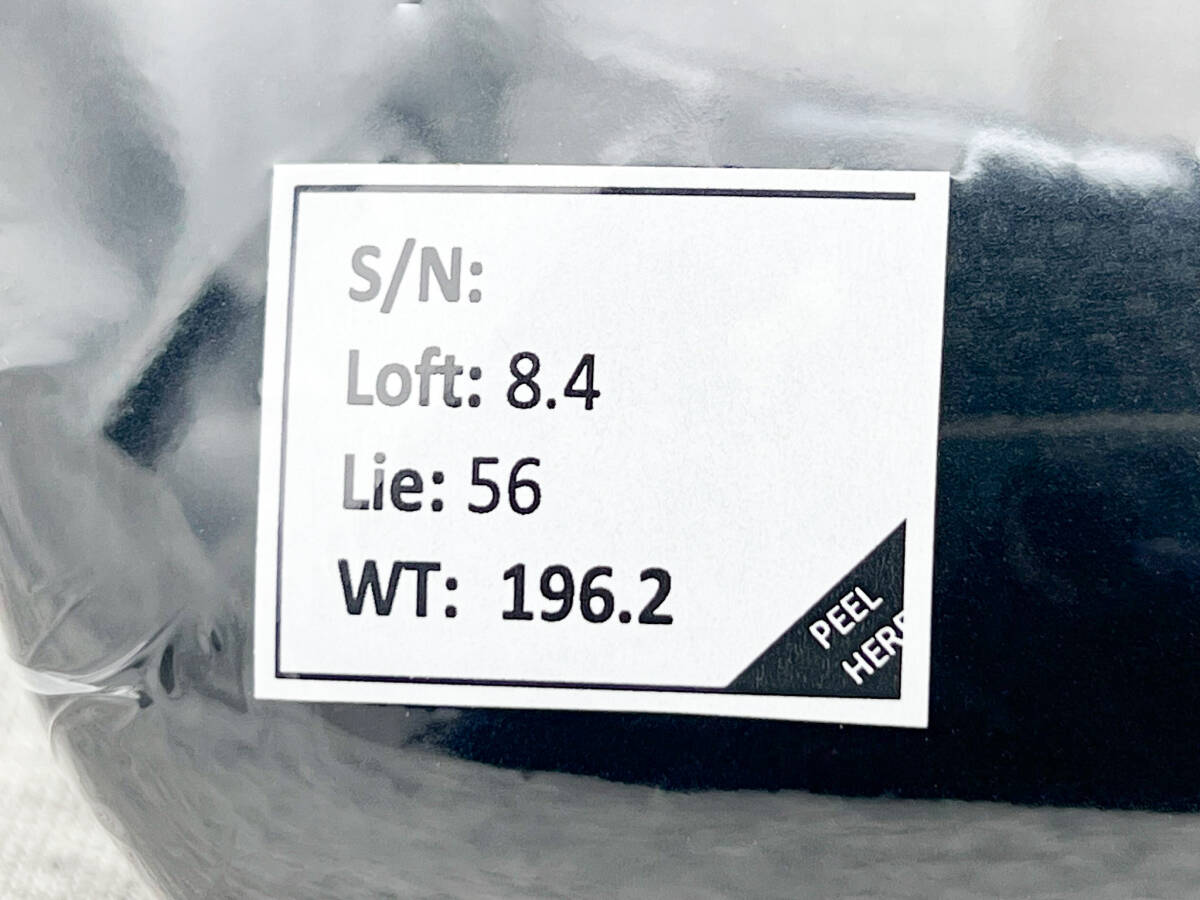 S/N:
Loft: 8.4
Lie: 56
WT: 196.2
PEEL
HERE